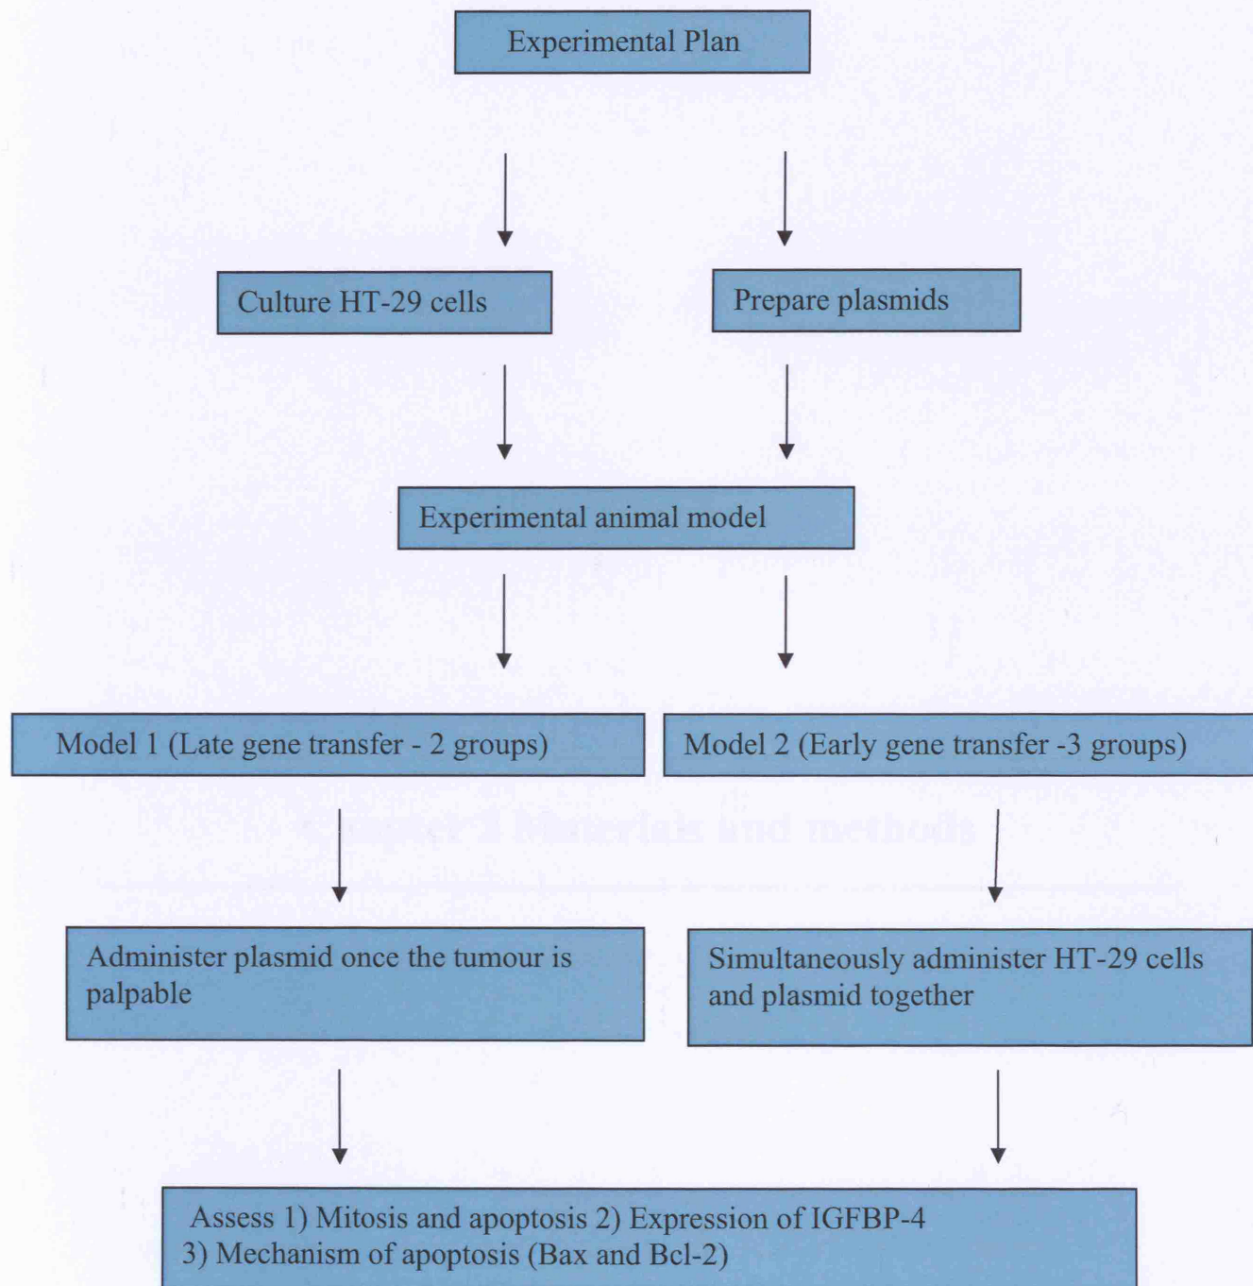 Experimental Plan
Culture HT-29 cells
Prepare plasmids
Experimental animal model
Model 1 (Late gene transfer - 2 groups)
Model 2 (Early gene transfer -3 groups)
Materials and methods
Administer plasmid once the tumour is
palpable
Simultaneously administer HT-29 cells
and plasmid together
Assess 1) Mitosis and apoptosis 2) Expression of IGFBP-4
3) Mechanism of apoptosis (Bax and Bcl-2)